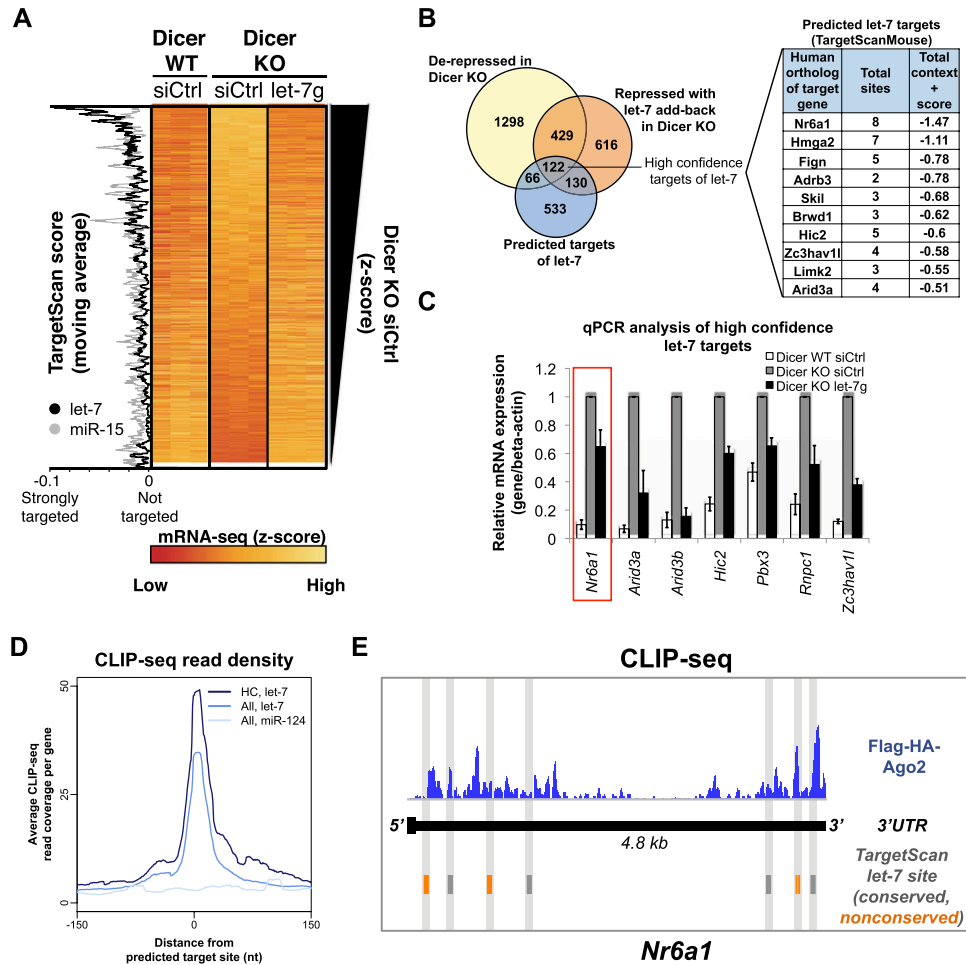 A
Dicer WT
Dicer KO
siCtrl
siCtrl
let-7g
TargetScan score
(moving average)
let-7
miR-15
Dicer KO siCtrl
(z-score)
-0.1
0
Strongly targeted
Not targeted
mRNA-seq (z-score)
Low
High
B
De-repressed in
Dicer KO
Repressed with
let-7 add-back
in Dicer KO
1298
429
616
122
66
130
533
High confidence
targets of let-7
Predicted targets
of let-7
Predicted let-7 targets
(TargetScanMouse)
Human ortholog of target gene
Total sites
Total context + score
Nr6a1 8 -1.47
Hmga2 7 -1.11
Fign 5 -0.78
Adrb3 2 -0.78
Skil 3 -0.68
Brwd1 3 -0.62
Hic2 5 -0.6
Zc3hav1l 4 -0.58
Limk2 3 -0.55
Arid3a 4 -0.51
C
qPCR analysis of high confidence
let-7 targets
Dicer WT siCtrl
Dicer KO siCtrl
Dicer KO let-7g
Relative mRNA expression
(gene/beta-actin)
1.2
1
0.8
0.6
0.4
0.2
0
Nr6a1
Arid3a
Arid3b
Hic2
Pbx3
Rnpc1
Zc3hav1l
D
CLIP-seq read density
HC, let-7
All, let-7
All, miR-124
Average CLIP-seq
read coverage per gene
50
25
0
-150
0
150
Distance from
predicted target site (nt)
E
CLIP-seq
Flag-HA-
Ago2
5’
3’
3’UTR
4.8 kb
TargetScan
let-7 site
(conserved,
nonconserved)
Nr6a1